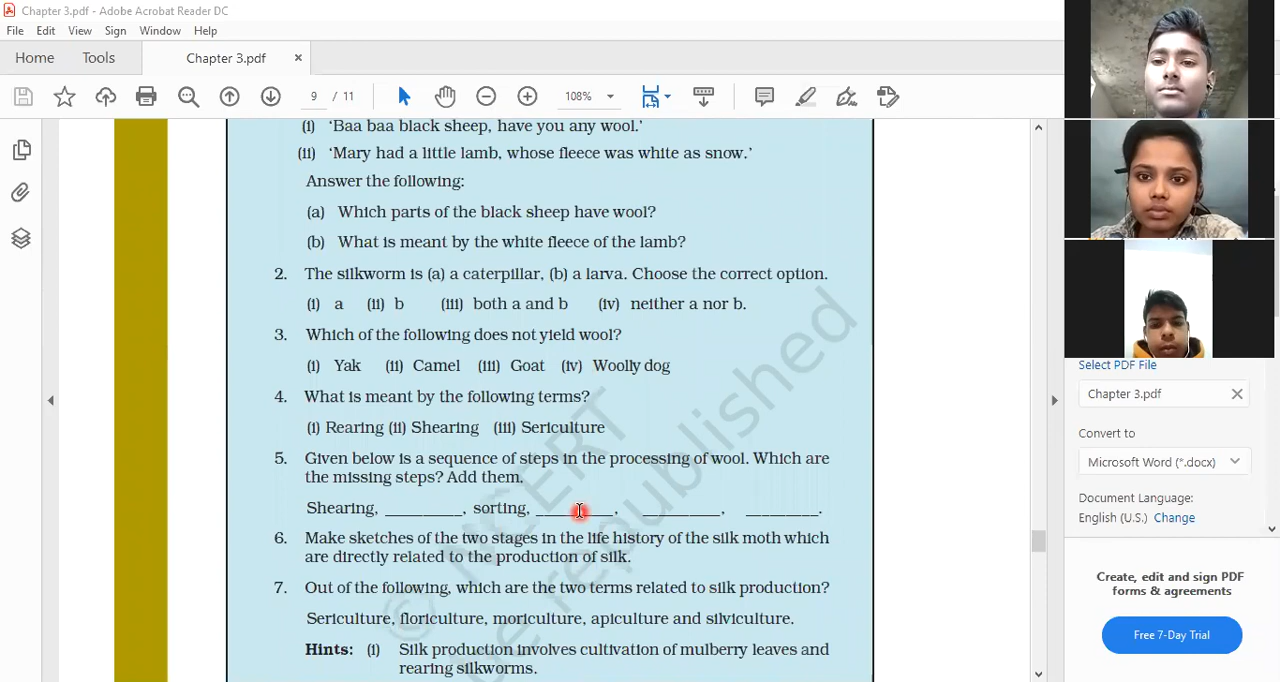 Chapter 3.pdf - Adobe Acrobat Reader DC
File Edit View Sign Window Help
Home Tools Chapter 3.pdf ×
9 / 11 108%
(i) 'Baa baa black sheep, have you any wool.'
(ii) 'Mary had a little lamb, whose fleece was white as snow.'
Answer the following:
(a) Which parts of the black sheep have wool?
(b) What is meant by the white fleece of the lamb?
2. The silkworm is (a) a caterpillar, (b) a larva. Choose the correct option.
(i) a (ii) b (iii) both a and b (iv) neither a nor b.
3. Which of the following does not yield wool?
(i) Yak (ii) Camel (iii) Goat (iv) Woolly dog
4. What is meant by the following terms?
(i) Rearing (ii) Shearing (iii) Sericulture
5. Given below is a sequence of steps in the processing of wool. Which are
the missing steps? Add them.
Shearing, _________, sorting, _________, _________, _________.
6. Make sketches of the two stages in the life history of the silk moth which
are directly related to the production of silk.
7. Out of the following, which are the two terms related to silk production?
Sericulture, floriculture, moriculture, apiculture and silviculture.
Hints: (i) Silk production involves cultivation of mulberry leaves and
rearing silkworms.
© NCERT
be republished
Select PDF File
Chapter 3.pdf
Convert to
Microsoft Word (*.docx)
Document Language:
English (U.S.) Change
Create, edit and sign PDF
forms & agreements
Free 7-Day Trial